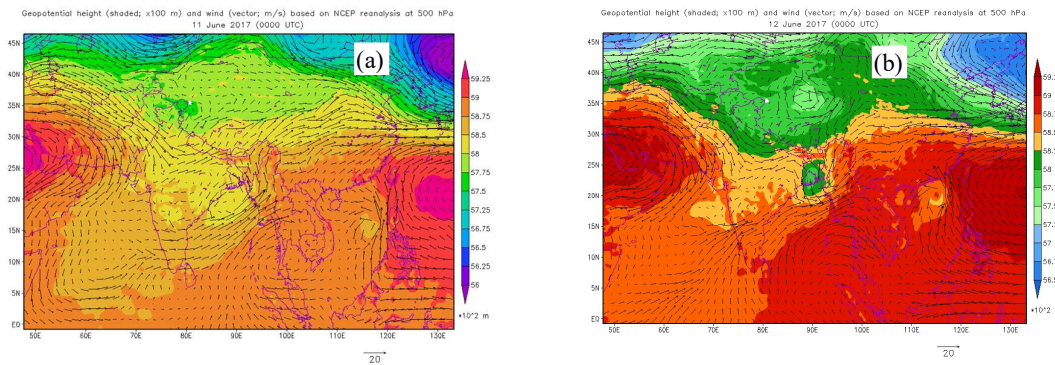 Geopotential height (shaded; x100 m) and wind (vector; m/s) based on NCEP reanalysis at 500 hPa
11 June 2017 (0000 UTC)
(a)
45N
40N
35N
30N
25N
20N
15N
10N
5N
EQ
50E 60E 70E 80E 90E 100E 110E 120E 130E
59.25
59
58.5
58.25
58
57.75
57.5
57.25
57
56.75
56.5
56.25
56
*10^2 m
20
Geopotential height (shaded; x100 m) and wind (vector; m/s) based on NCEP reanalysis at 500 hPa
12 June 2017 (0000 UTC)
(b)
45N
40N
35N
30N
25N
20N
15N
10N
5N
EQ
50E 60E 70E 80E 90E 100E 110E 120E 130E
59
*10^2 m
20